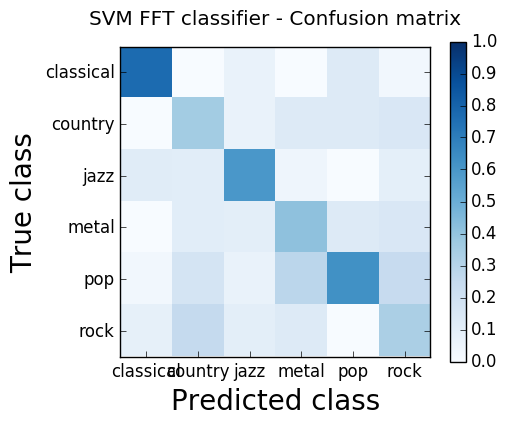 SVM FFT classifier - Confusion matrix
classical
country
jazz
metal
pop
rock
True class
classical country jazz metal pop rock
Predicted class
1.0
0.9
0.8
0.7
0.6
0.5
0.4
0.3
0.2
0.1
0.0